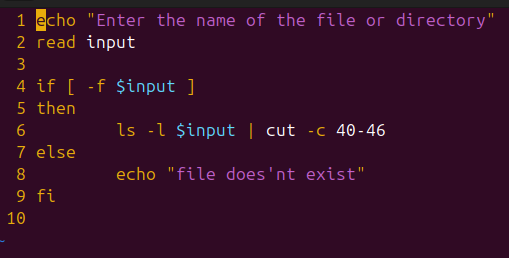 1 echo "Enter the name of the file or directory"
2 read input
3
4 if [ -f $input ]
5 then
6         ls -l $input | cut -c 40-46
7 else
8         echo "file does'nt exist"
9 fi
10
~